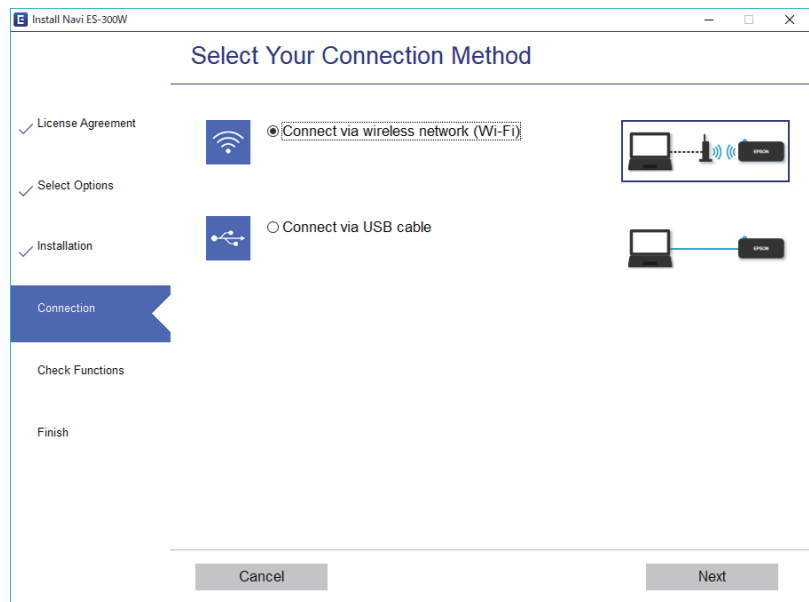 E Install Navi ES-300W
Select Your Connection Method
License Agreement
Select Options
Installation
Connection
Check Functions
Finish
Connect via wireless network (Wi-Fi)
EPSON
Connect via USB cable
EPSON
Cancel
Next